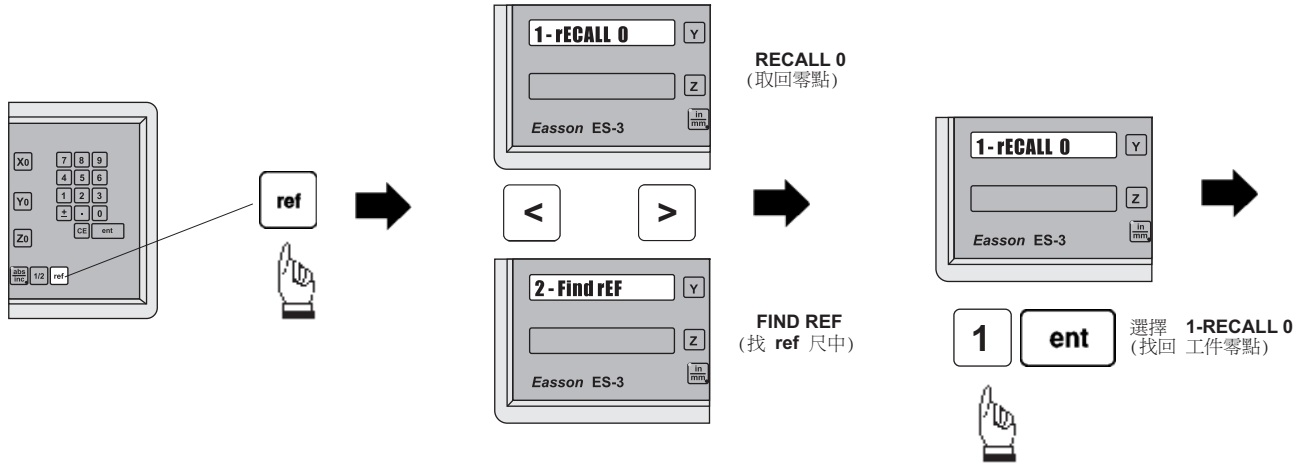 X0
7 8 9
4 5 6
Y0
1 2 3
± · 0
Z0
CE ent
abs
inc
1/2 ref
ref
1-rECALL 0 Y
Z
in
mm
Easson ES-3
RECALL 0
(取回零點)
< >
2-Find rEF Y
Z
in
mm
Easson ES-3
FIND REF
(找 ref 尺中)
1-rECALL 0 Y
Z
in
mm
Easson ES-3
1 ent
選擇 1-RECALL 0
(找回 工件零點)